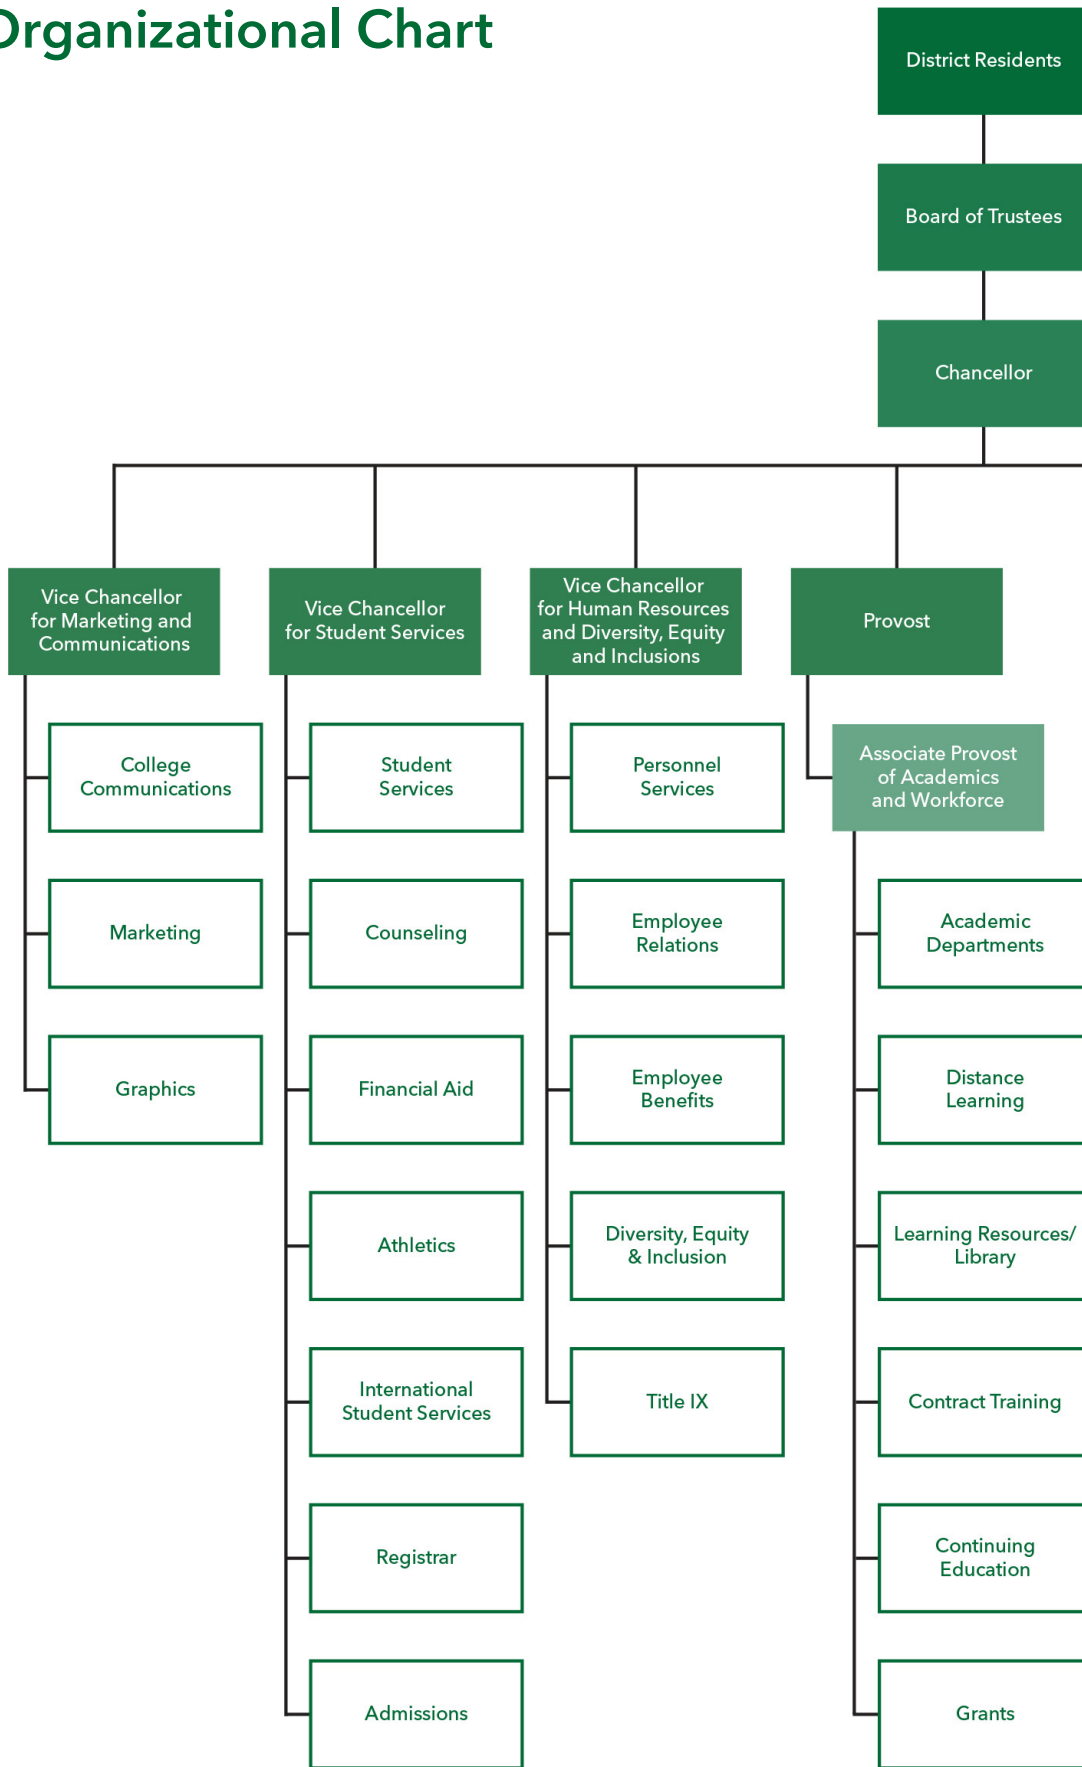 Organizational Chart
District Residents
Board of Trustees
Chancellor
Vice Chancellor
for Marketing and
Communications
College
Communications
Marketing
Graphics
Vice Chancellor
for Student Services
Student
Services
Counseling
Financial Aid
Athletics
International
Student Services
Registrar
Admissions
Vice Chancellor
for Human Resources
and Diversity, Equity
and Inclusions
Personnel
Services
Employee
Relations
Employee
Benefits
Diversity, Equity
& Inclusion
Title IX
Provost
Associate Provost
of Academics
and Workforce
Academic
Departments
Distance
Learning
Learning Resources/
Library
Contract Training
Continuing
Education
Grants